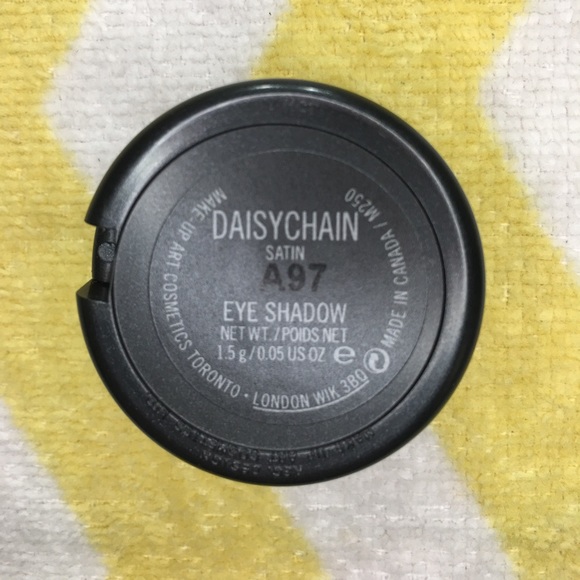 DAISYCHAIN
SATIN
A97
EYE SHADOW
NET WT./POIDS NET
1.5 g/0.05 US OZ e
MAKE-UP ART COSMETICS TORONTO · LONDON WIK 3BQ
MADE IN CANADA / M250